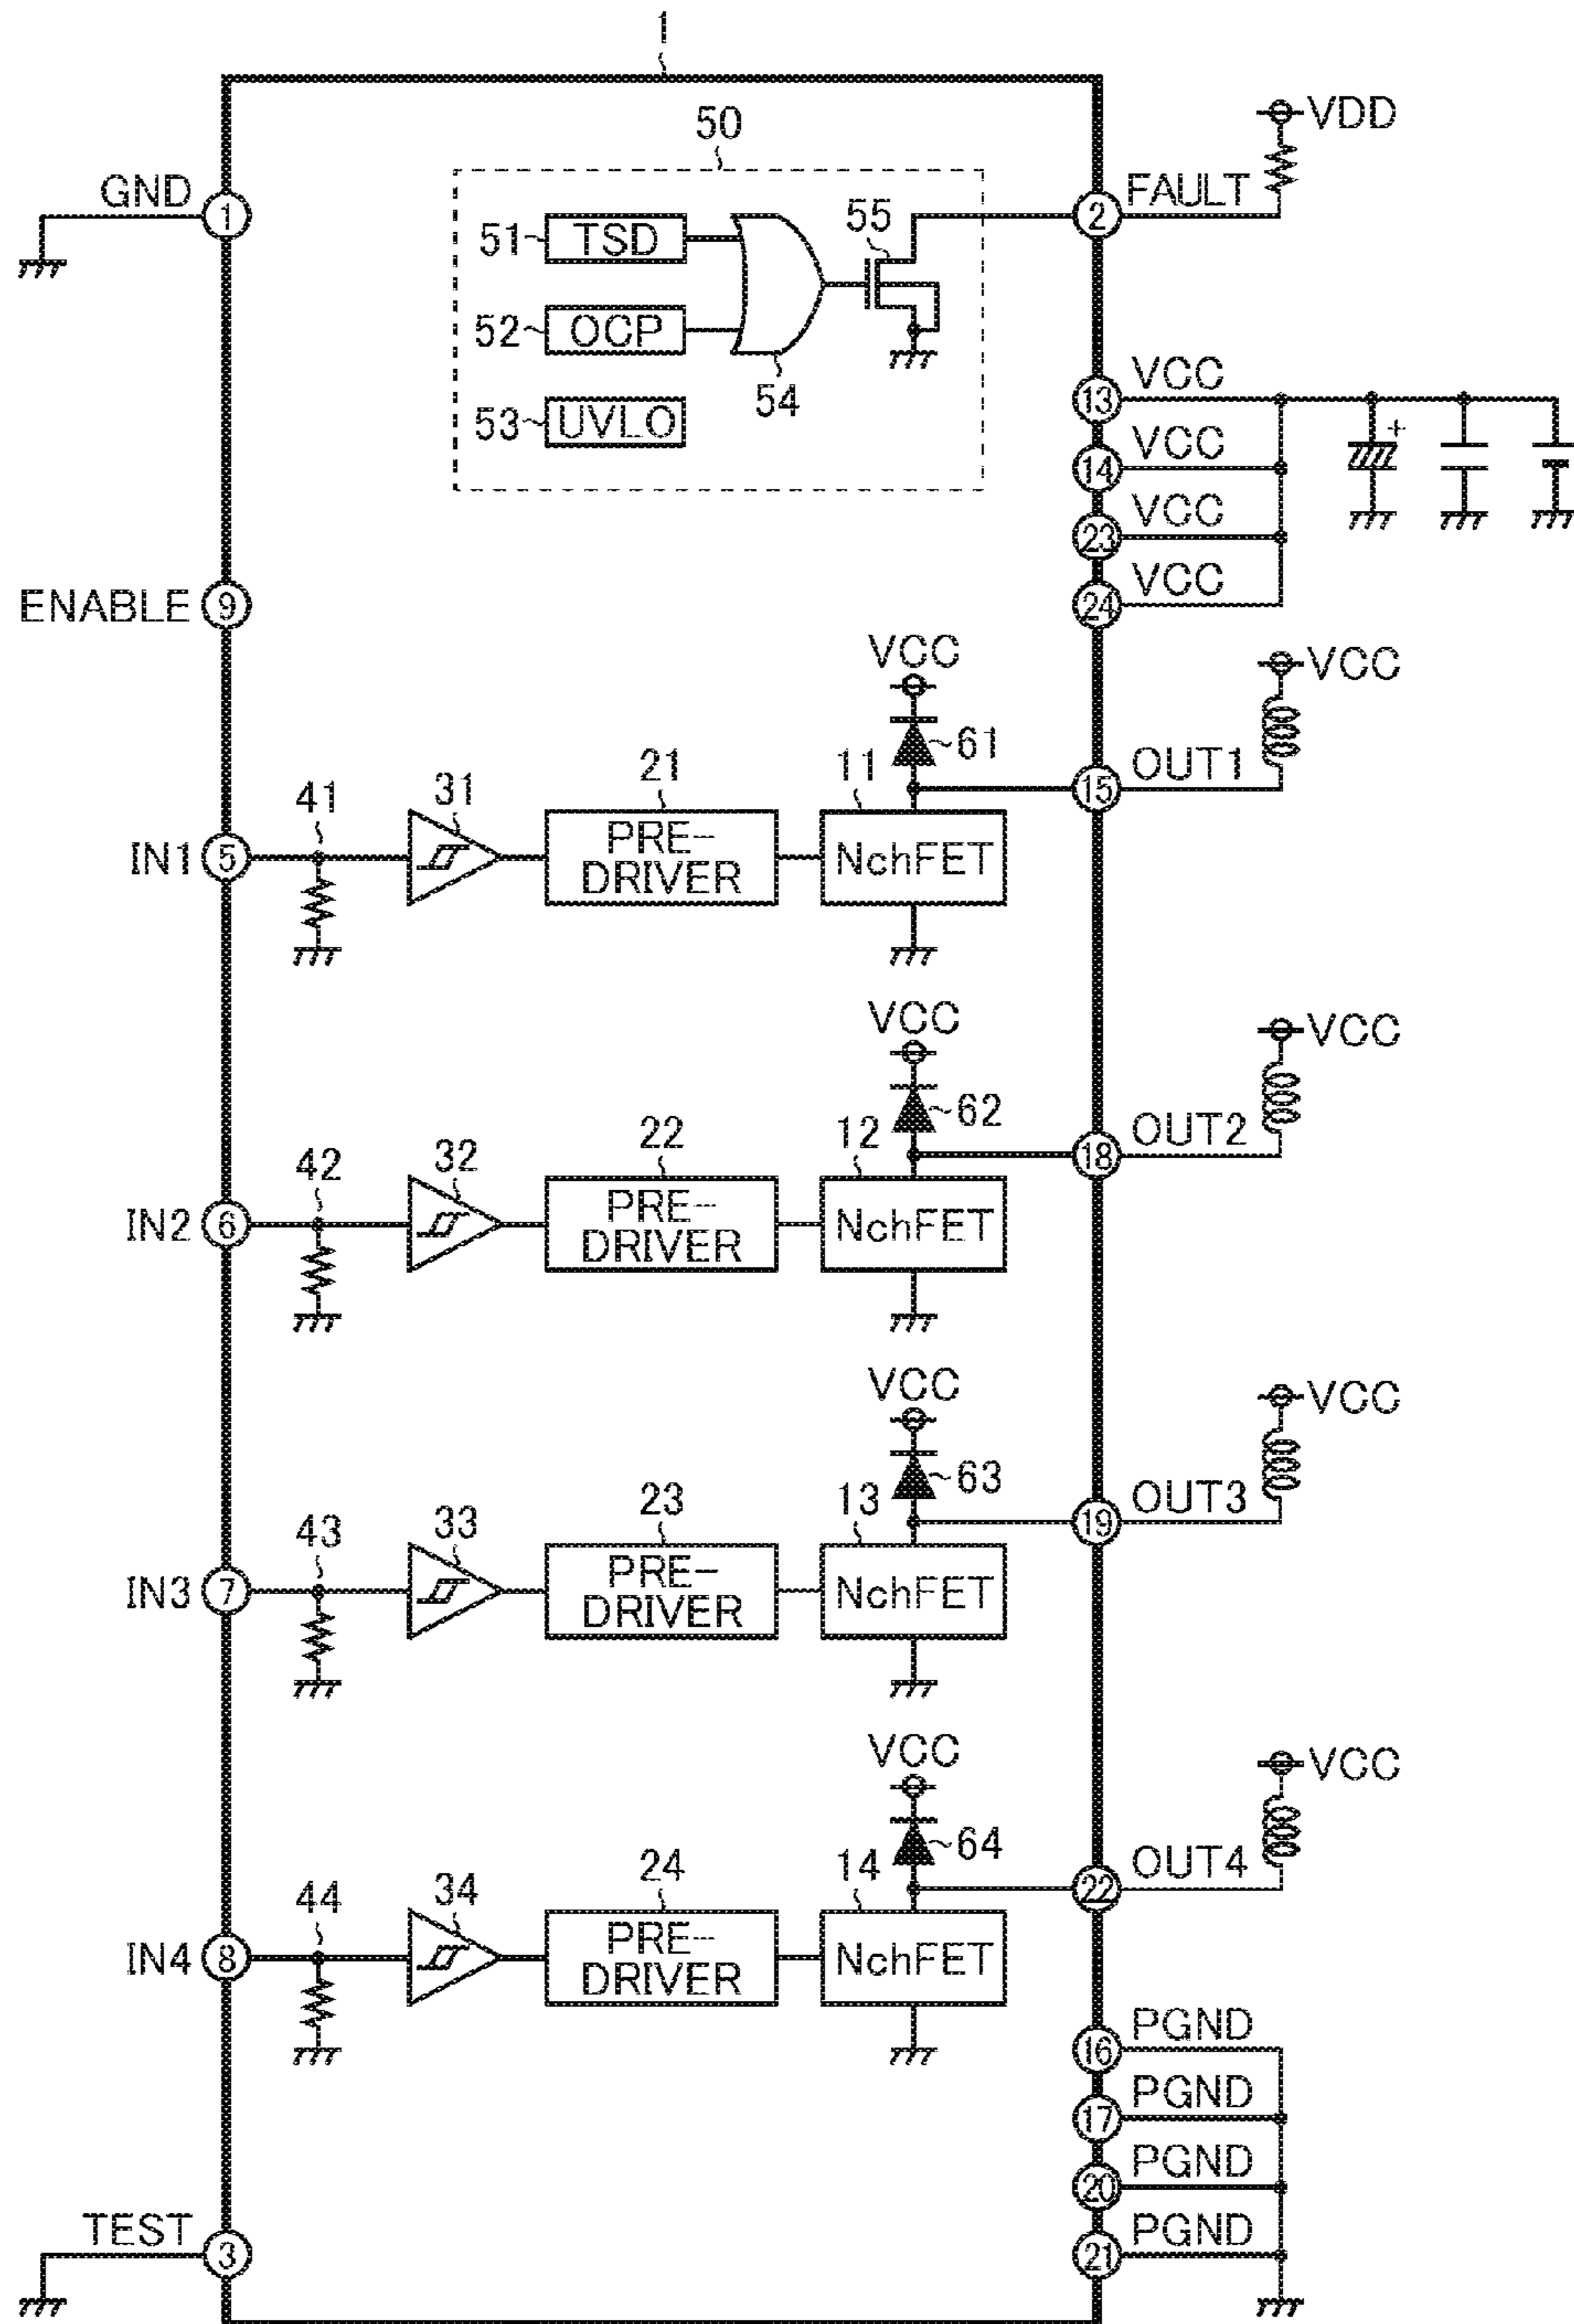 1
50
VDD
GND
1
FAULT
2
55
51
TSD
52
OCP
54
53
UVLO
VCC
13
+
VCC
14
VCC
23
VCC
24
ENABLE
9
VCC
VCC
61
OUT1
15
41
31
21
11
IN1
5
PRE-
DRIVER
NchFET
VCC
VCC
62
OUT2
18
42
32
22
12
IN2
6
PRE-
DRIVER
NchFET
VCC
VCC
63
OUT3
19
43
33
23
13
IN3
7
PRE-
DRIVER
NchFET
VCC
VCC
64
OUT4
22
44
34
24
14
IN4
8
PRE-
DRIVER
NchFET
PGND
16
PGND
17
PGND
20
TEST
3
PGND
21